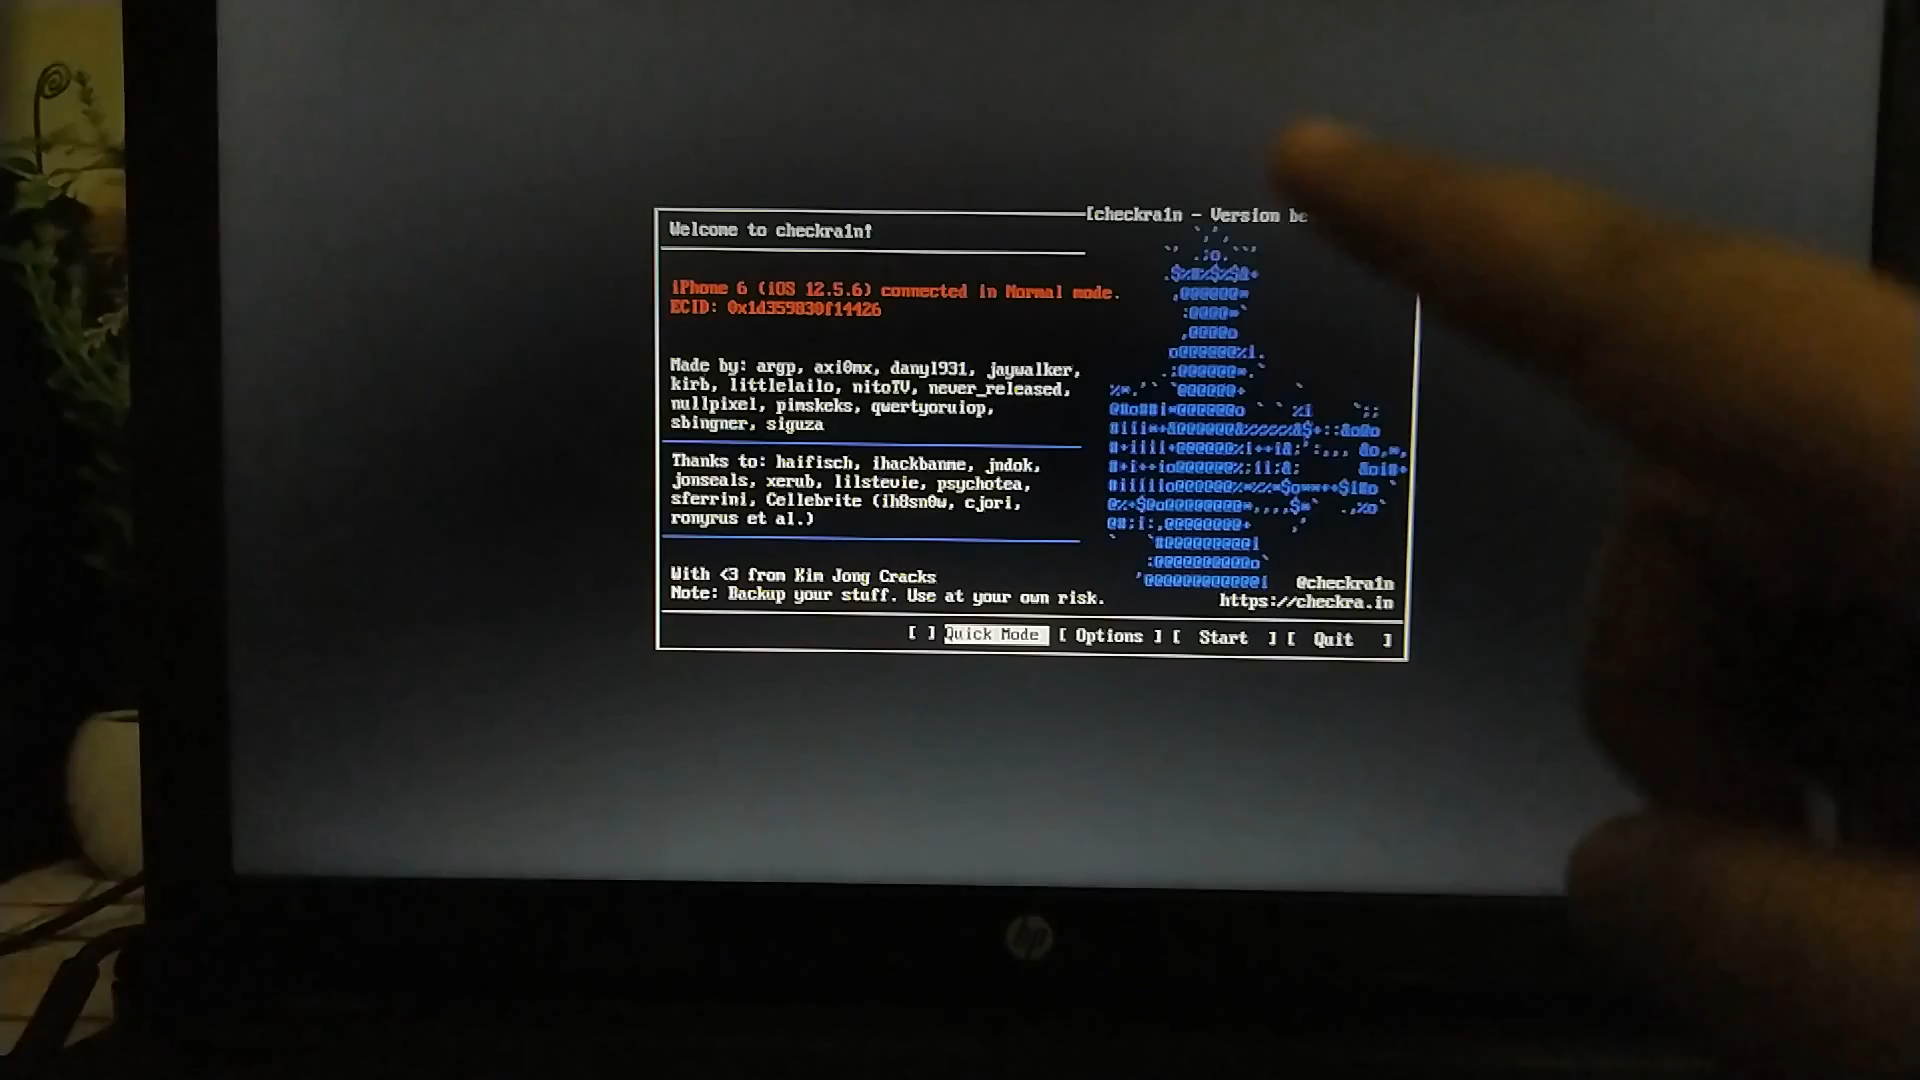 [checkra1n - Version be
Welcome to checkra1n!
iPhone 6 (iOS 12.5.6) connected in Normal mode.
ECID: 0x1d359830f14426
Made by: argp, axi0mx, danyl931, jaywalker,
kirb, littlelailo, nitoTV, never_released,
nullpixel, pimskeks, qwertyoruiop,
sbingner, siguza
Thanks to: haifisch, ihackbanme, jndok,
jonseals, xerub, lilstevie, psychotea,
sferrini, Cellebrite (ih8sn0w, cjori,
ronyrus et al.)
With <3 from Kim Jong Cracks
Note: Backup your stuff. Use at your own risk.
@checkra1n
https://checkra.in
[ ] Quick Mode [ Options ] [ Start ] [ Quit ]
hp